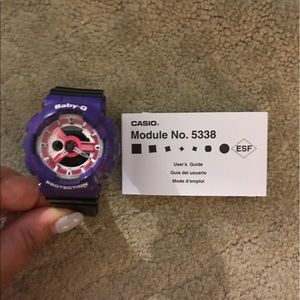 Baby-G
PROTECTION
CASIO®
Module No. 5338
ESF
User's Guide
Guía del usuario
Mode d'emploi